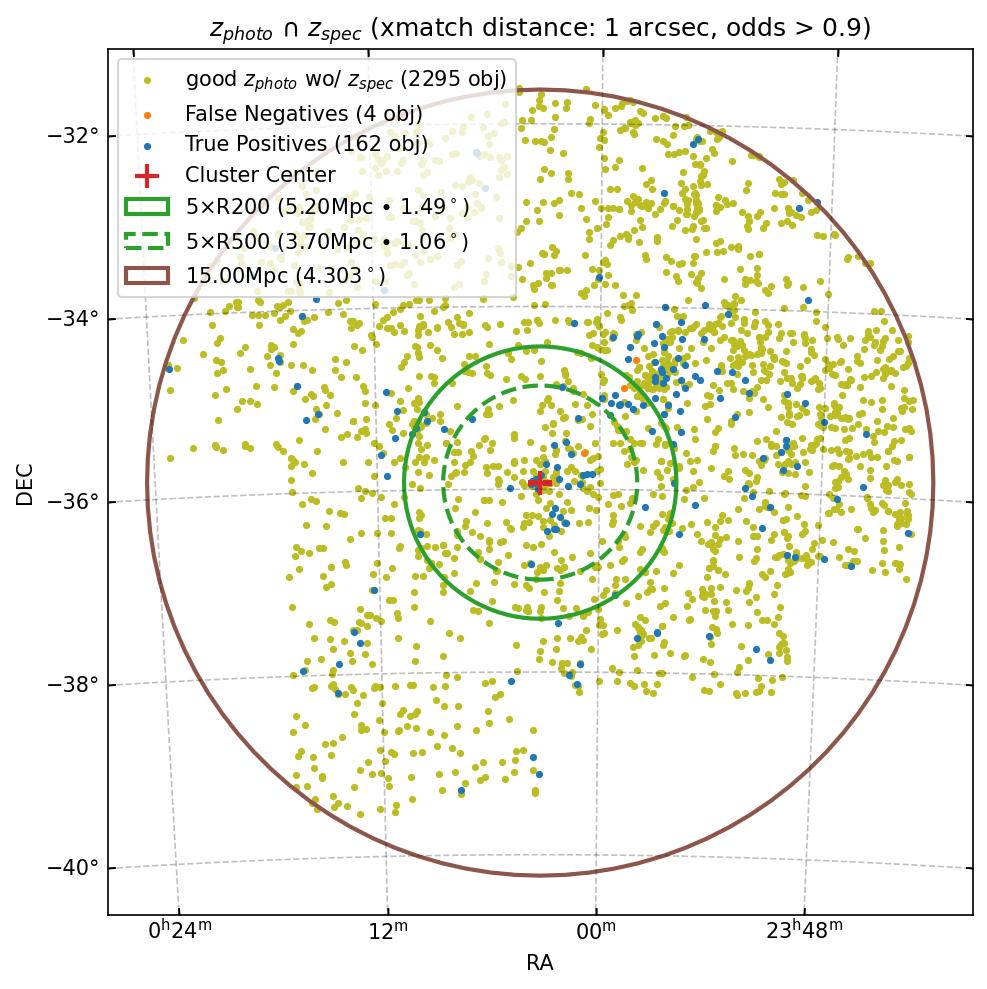 z_photo ∩ z_spec (xmatch distance: 1 arcsec, odds > 0.9)
good z_photo wo/ z_spec (2295 obj)
False Negatives (4 obj)
True Positives (162 obj)
Cluster Center
5×R200 (5.20Mpc • 1.49°)
5×R500 (3.70Mpc • 1.06°)
15.00Mpc (4.303°)
−32°
−34°
−36°
−38°
−40°
DEC
0h24m 12m 00m 23h48m
RA